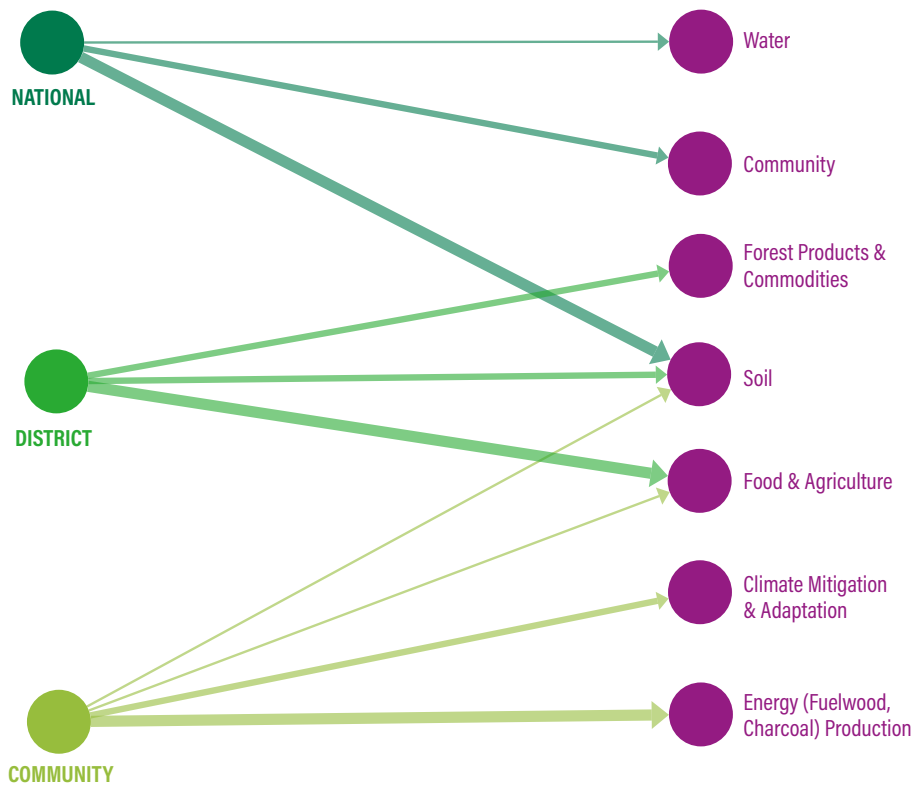 NATIONAL
DISTRICT
COMMUNITY
Water
Community
Forest Products &
Commodities
Soil
Food & Agriculture
Climate Mitigation
& Adaptation
Energy (Fuelwood,
Charcoal) Production